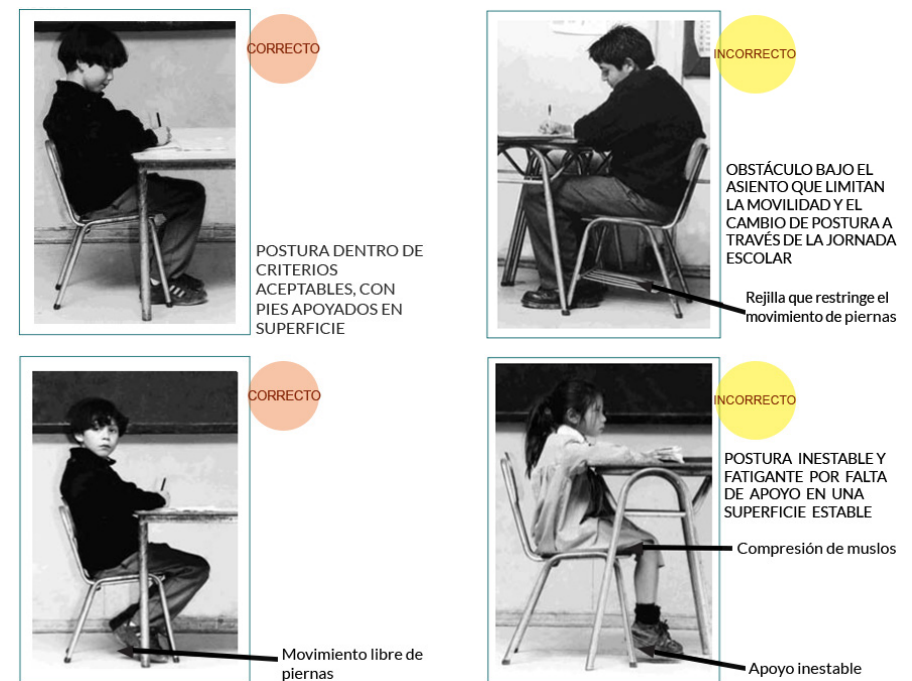 CORRECTO
POSTURA DENTRO DE
CRITERIOS
ACEPTABLES, CON
PIES APOYADOS EN
SUPERFICIE
INCORRECTO
OBSTÁCULO BAJO EL
ASIENTO QUE LIMITAN
LA MOVILIDAD Y EL
CAMBIO DE POSTURA A
TRAVÉS DE LA JORNADA
ESCOLAR
Rejilla que restringe el
movimiento de piernas
CORRECTO
Movimiento libre de
piernas
INCORRECTO
POSTURA INESTABLE Y
FATIGANTE POR FALTA
DE APOYO EN UNA
SUPERFICIE ESTABLE
Compresión de muslos
Apoyo inestable